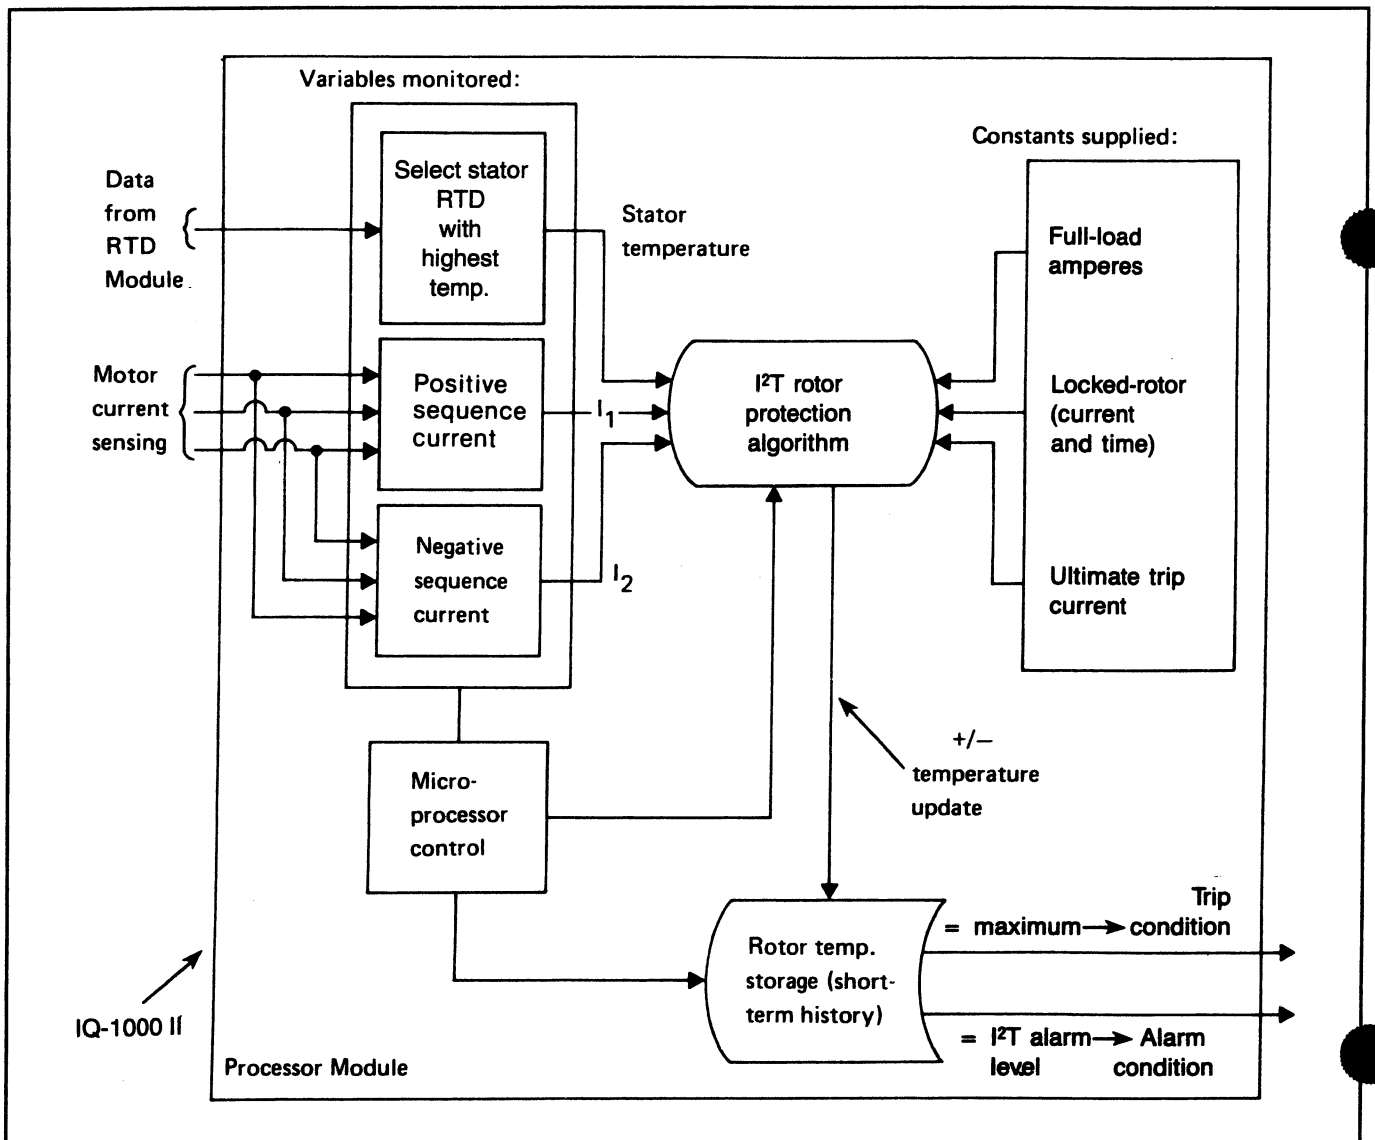 Variables monitored:
Constants supplied:
Data
from
RTD
Module
Select stator
RTD
with
highest
temp.
Stator
temperature
Full-load
amperes
Motor
current
sensing
Positive
sequence
current
I1
I²T rotor
protection
algorithm
Locked-rotor
(current
and time)
Negative
sequence
current
I2
Ultimate trip
current
Micro-
processor
control
+/−
temperature
update
Rotor temp.
storage (short-
term history)
Trip
= maximum→ condition
= I²T alarm→ Alarm
level condition
IQ-1000 II
Processor Module